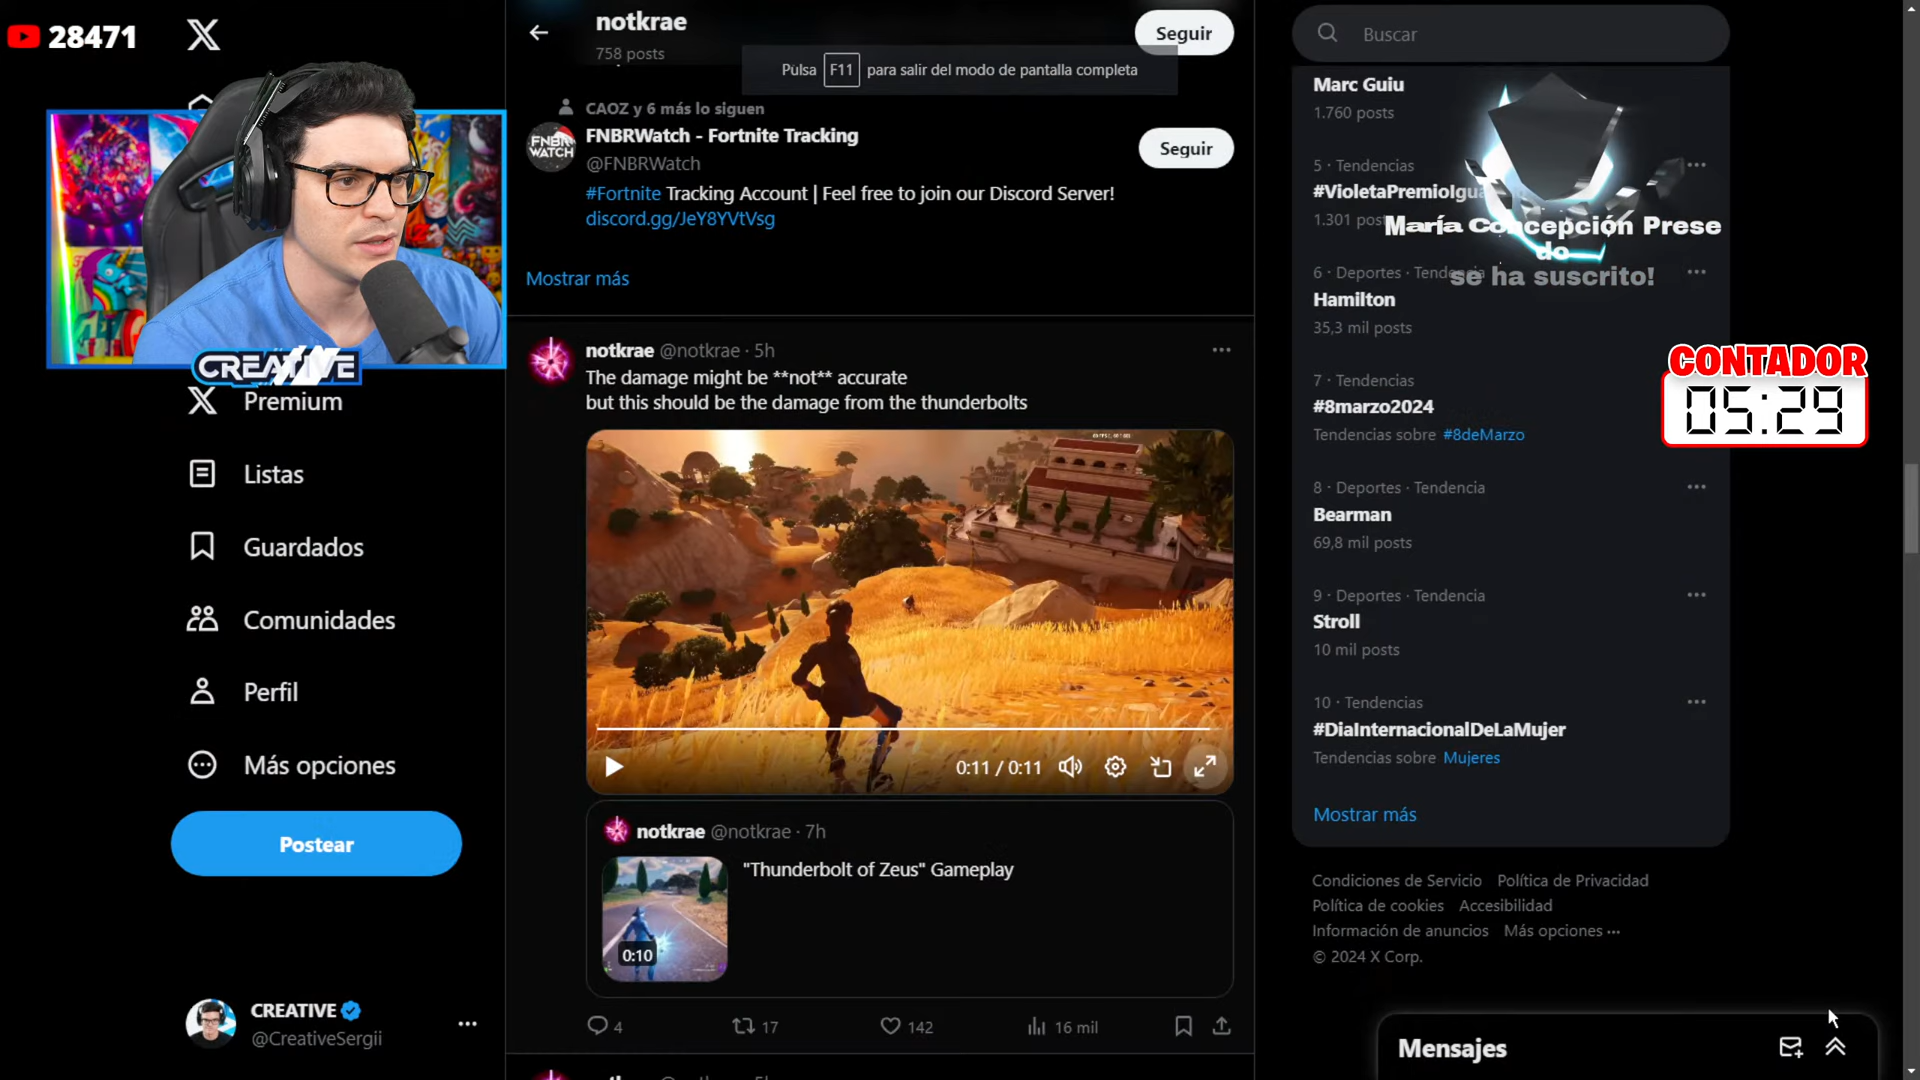 28471
CREATIVE
Premium
Listas
Guardados
Comunidades
Perfil
Más opciones
Postear
CREATIVE
@CreativeSergii
notkrae
758 posts
Seguir
Pulsa F11 para salir del modo de pantalla completa
CAOZ y 6 más lo siguen
FNBR WATCH
FNBRWatch - Fortnite Tracking
@FNBRWatch
Seguir
#Fortnite Tracking Account | Feel free to join our Discord Server!
discord.gg/JeY8YVtVsg
Mostrar más
notkrae @notkrae · 5h
The damage might be **not** accurate
but this should be the damage from the thunderbolts
0:11 / 0:11
notkrae @notkrae · 7h
"Thunderbolt of Zeus" Gameplay
0:10
4
17
142
16 mil
Buscar
Marc Guiu
1.760 posts
5 · Tendencias
#VioletaPremioIgua
1.301 post
María Concepción Prese
do
se ha suscrito!
6 · Deportes · Tendencia
Hamilton
35,3 mil posts
7 · Tendencias
#8marzo2024
Tendencias sobre #8deMarzo
CONTADOR
05:29
8 · Deportes · Tendencia
Bearman
69,8 mil posts
9 · Deportes · Tendencia
Stroll
10 mil posts
10 · Tendencias
#DiaInternacionalDeLaMujer
Tendencias sobre Mujeres
Mostrar más
Condiciones de Servicio Política de Privacidad
Política de cookies Accesibilidad
Información de anuncios Más opciones ···
© 2024 X Corp.
Mensajes